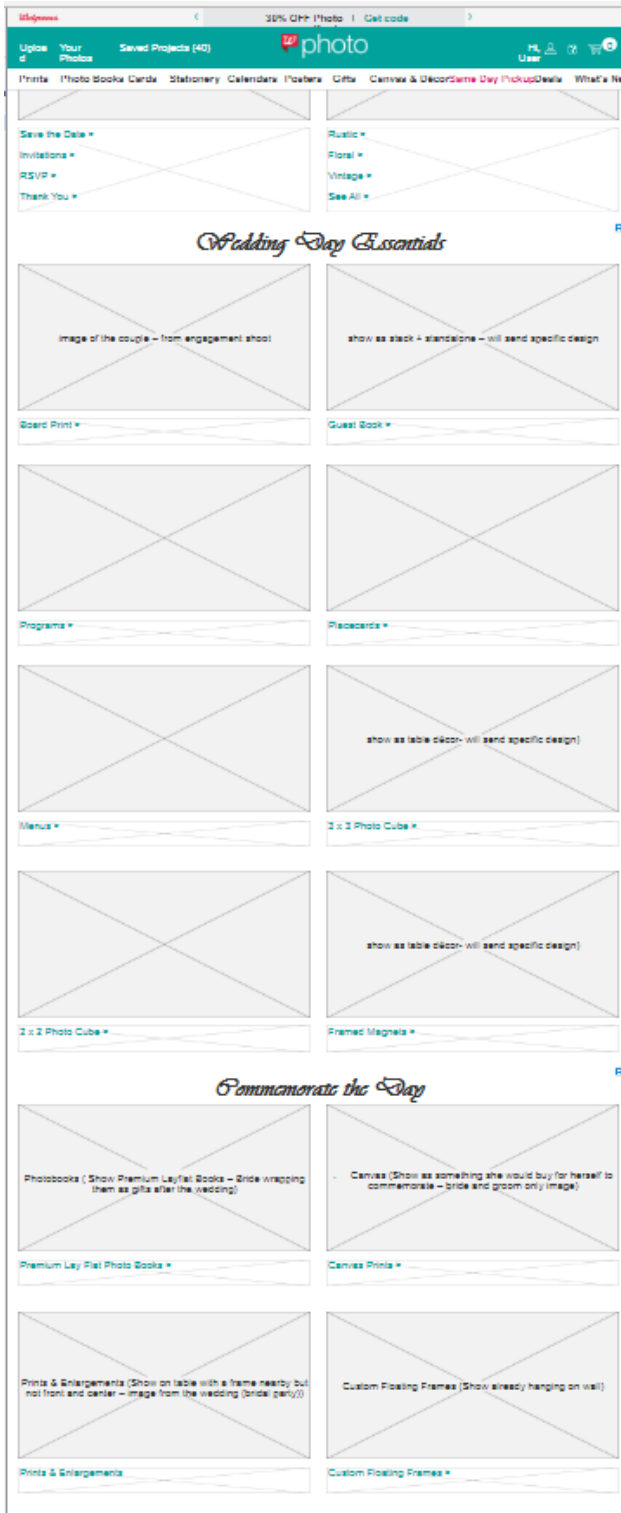 Walgreens
30% OFF Photo | Get code
Upload
Your Photos
Saved Projects (40)
photo
Hi, User
0
Prints Photo Books Cards Stationery Calendars Posters Gifts Canvas & Décor Same Day Pickup Deals What's Ne
Save the Date »
Rustic »
Invitations »
Floral »
RSVP »
Vintage »
Thank You »
See All »
Wedding Day Essentials
image of the couple – from engagement shoot
show as stack + standalone – will send specific design
Board Print »
Guest Book »
Programs »
Placecards »
show as table décor- will send specific design)
Menus »
3 x 3 Photo Cube »
show as table décor- will send specific design)
2 x 2 Photo Cube »
Framed Magnets »
Commemorate the Day
Photobooks ( Show Premium Layflat Books – Bride wrapping
them as gifts after the wedding)
Canvas (Show as something she would buy for herself to
commemorate – bride and groom only image)
Premium Lay Flat Photo Books »
Canvas Prints »
Prints & Enlargements (Show on table with a frame nearby but
not front and center – image from the wedding (bridal party))
Custom Floating Frames (Show already hanging on wall)
Prints & Enlargements
Custom Floating Frames »